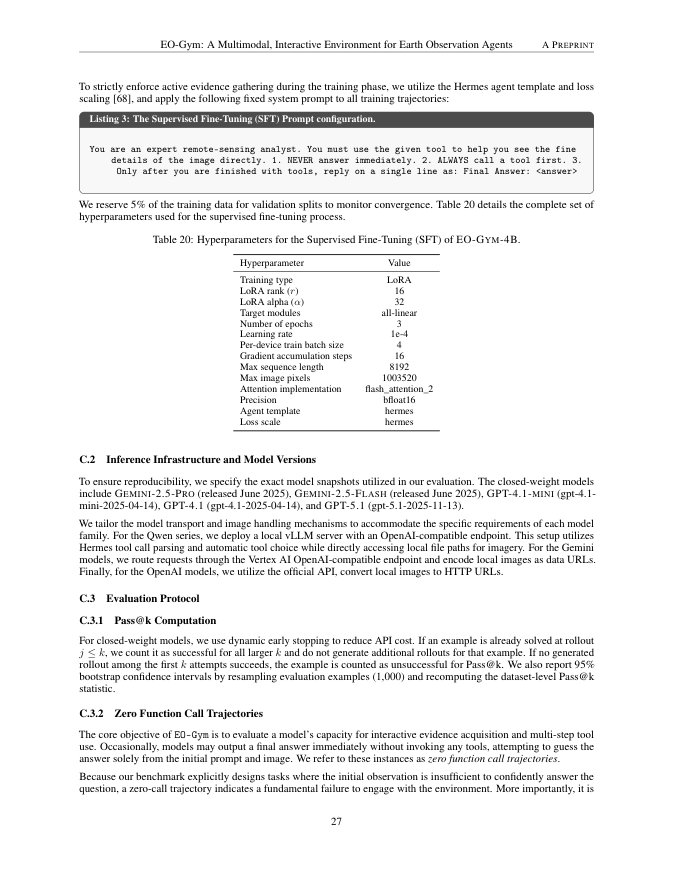 EO-Gym: A Multimodal, Interactive Environment for Earth Observation Agents A PREPRINT
To strictly enforce active evidence gathering during the training phase, we utilize the Hermes agent template and loss
scaling [68], and apply the following fixed system prompt to all training trajectories:
Listing 3: The Supervised Fine-Tuning (SFT) Prompt configuration.
You are an expert remote-sensing analyst. You must use the given tool to help you see the fine
details of the image directly. 1. NEVER answer immediately. 2. ALWAYS call a tool first. 3.
Only after you are finished with tools, reply on a single line as: Final Answer: <answer>
We reserve 5% of the training data for validation splits to monitor convergence. Table 20 details the complete set of
hyperparameters used for the supervised fine-tuning process.
Table 20: Hyperparameters for the Supervised Fine-Tuning (SFT) of EO-GYM-4B.
Hyperparameter Value
Training type LoRA
LoRA rank (r) 16
LoRA alpha (α) 32
Target modules all-linear
Number of epochs 3
Learning rate 1e-4
Per-device train batch size 4
Gradient accumulation steps 16
Max sequence length 8192
Max image pixels 1003520
Attention implementation flash_attention_2
Precision bfloat16
Agent template hermes
Loss scale hermes
C.2 Inference Infrastructure and Model Versions
To ensure reproducibility, we specify the exact model snapshots utilized in our evaluation. The closed-weight models
include GEMINI-2.5-PRO (released June 2025), GEMINI-2.5-FLASH (released June 2025), GPT-4.1-MINI (gpt-4.1-
mini-2025-04-14), GPT-4.1 (gpt-4.1-2025-04-14), and GPT-5.1 (gpt-5.1-2025-11-13).
We tailor the model transport and image handling mechanisms to accommodate the specific requirements of each model
family. For the Qwen series, we deploy a local vLLM server with an OpenAI-compatible endpoint. This setup utilizes
Hermes tool call parsing and automatic tool choice while directly accessing local file paths for imagery. For the Gemini
models, we route requests through the Vertex AI OpenAI-compatible endpoint and encode local images as data URLs.
Finally, for the OpenAI models, we utilize the official API, convert local images to HTTP URLs.
C.3 Evaluation Protocol
C.3.1 Pass@k Computation
For closed-weight models, we use dynamic early stopping to reduce API cost. If an example is already solved at rollout
j ≤ k, we count it as successful for all larger k and do not generate additional rollouts for that example. If no generated
rollout among the first k attempts succeeds, the example is counted as unsuccessful for Pass@k. We also report 95%
bootstrap confidence intervals by resampling evaluation examples (1,000) and recomputing the dataset-level Pass@k
statistic.
C.3.2 Zero Function Call Trajectories
The core objective of EO-Gym is to evaluate a model's capacity for interactive evidence acquisition and multi-step tool
use. Occasionally, models may output a final answer immediately without invoking any tools, attempting to guess the
answer solely from the initial prompt and image. We refer to these instances as zero function call trajectories.
Because our benchmark explicitly designs tasks where the initial observation is insufficient to confidently answer the
question, a zero-call trajectory indicates a fundamental failure to engage with the environment. More importantly, it is
27